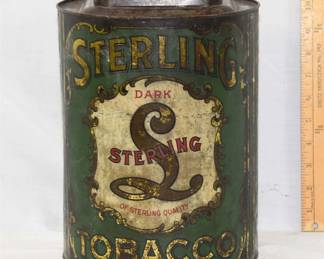 STERLING
DARK
£
STERLING
OF STERLING QUALITY
TOBACCO